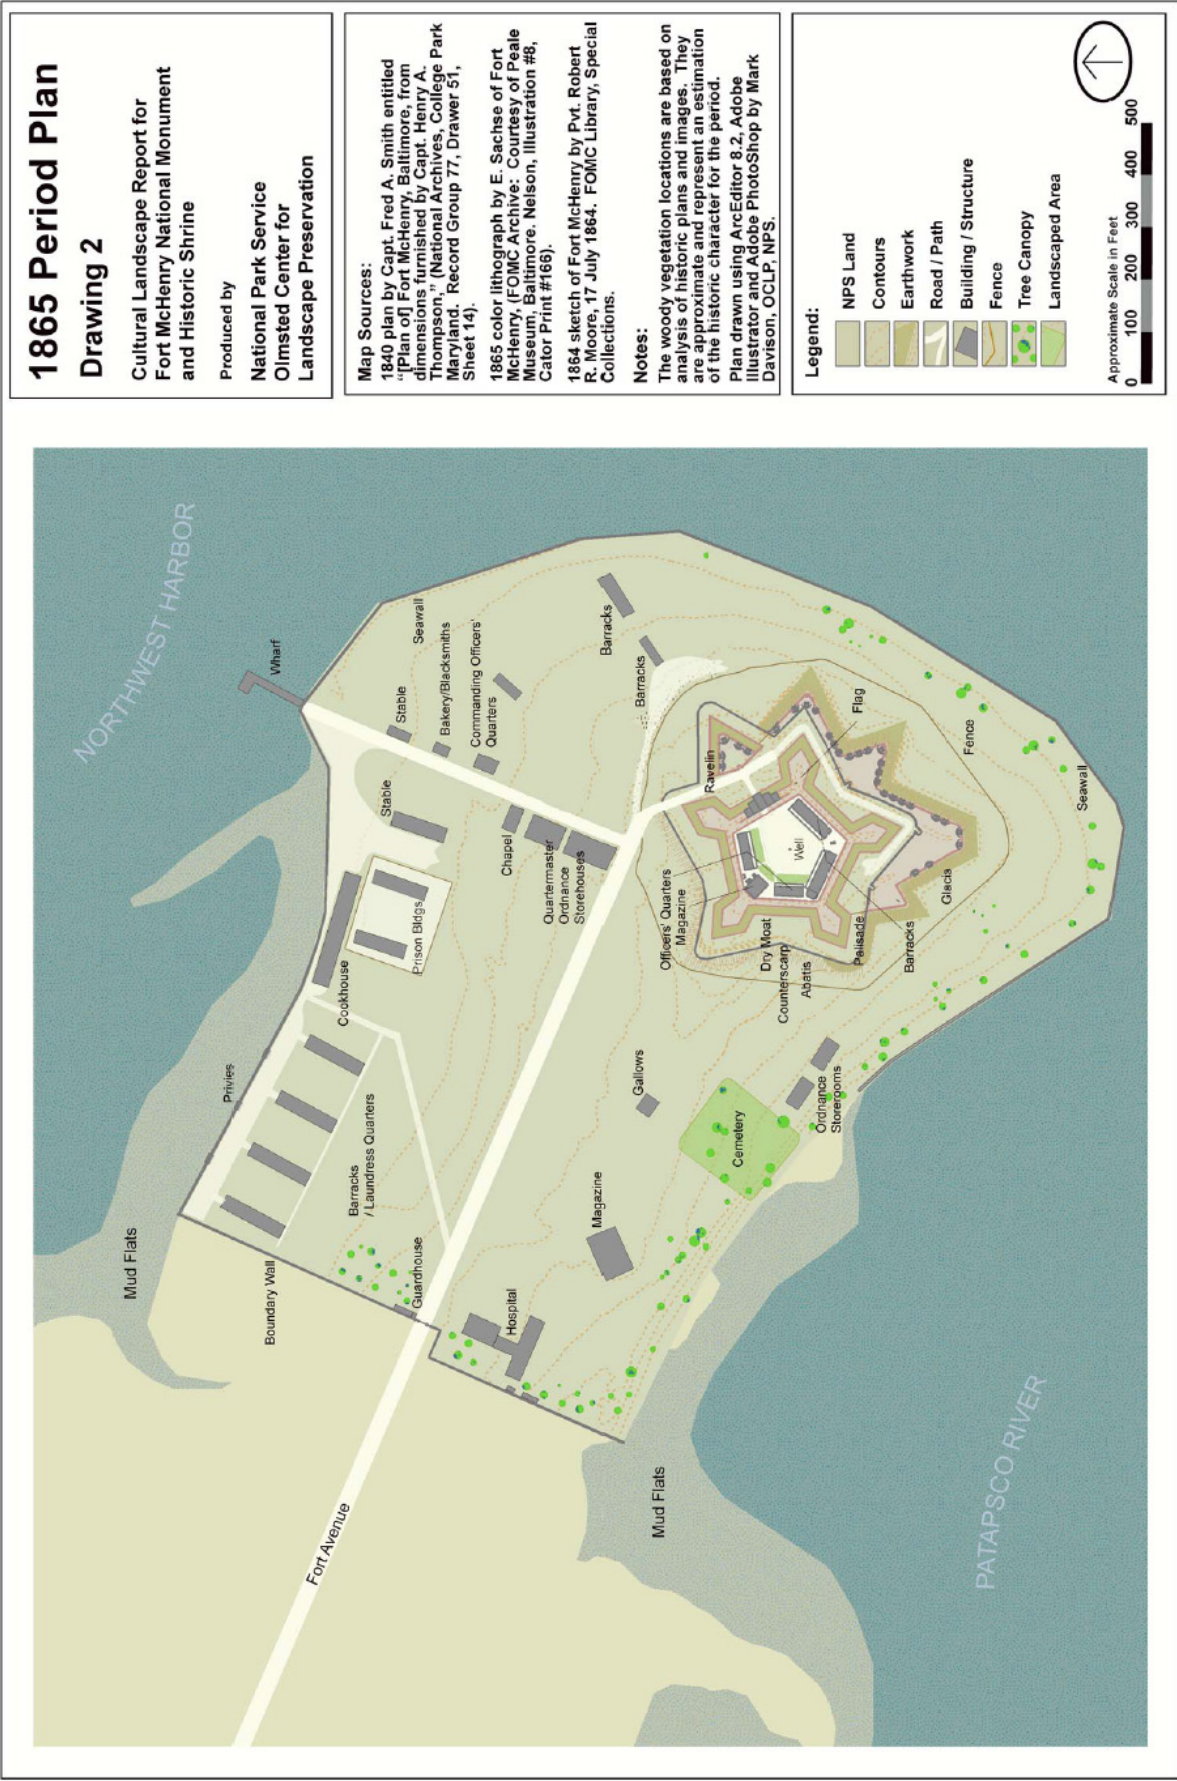 1865 Period Plan
Drawing 2
Cultural Landscape Report for
Fort McHenry National Monument
and Historic Shrine
Produced by
National Park Service
Olmsted Center for
Landscape Preservation
Map Sources:
1840 plan by Capt. Fred A. Smith entitled
“[Plan of] Fort McHenry, Baltimore, from
dimensions furnished by Capt. Henry A.
Thompson,” (National Archives, College Park
Maryland. Record Group 77, Drawer 51,
Sheet 14).
1865 color lithograph by E. Sachse of Fort
McHenry, (FOMC Archive: Courtesy of Peale
Museum, Baltimore. Nelson, Illustration #8,
Cator Print #166).
1864 sketch of Fort McHenry by Pvt. Robert
R. Moore, 17 July 1864. FOMC Library, Special
Collections.
Notes:
The woody vegetation locations are based on
analysis of historic plans and images. They
are approximate and represent an estimation
of the historic character for the period.
Plan drawn using ArcEditor 8.2, Adobe
Illustrator and Adobe PhotoShop by Mark
Davison, OCLP, NPS.
Legend:
NPS Land
Contours
Earthwork
Road / Path
Building / Structure
Fence
Tree Canopy
Landscaped Area
Approximate Scale in Feet
0 100 200 300 400 500
NORTHWEST HARBOR
Wharf
Seawall
Stable
Bakery/Blacksmiths
Commanding Officers'
Quarters
Barracks
Barracks
Stable
Chapel
Quartermaster
Ordnance
Storehouses
Prison Bldgs
Cookhouse
Privies
Mud Flats
Boundary Wall
Barracks
/ Laundress Quarters
Guardhouse
Hospital
Magazine
Gallows
Cemetery
Ordnance
Storerooms
Ravelin
Flag
Fence
Seawall
Well
Officers' Quarters
Magazine
Dry Moat
Counterscarp
Abatis
Palisade
Barracks
Glacis
Fort Avenue
Mud Flats
PATAPSCO RIVER